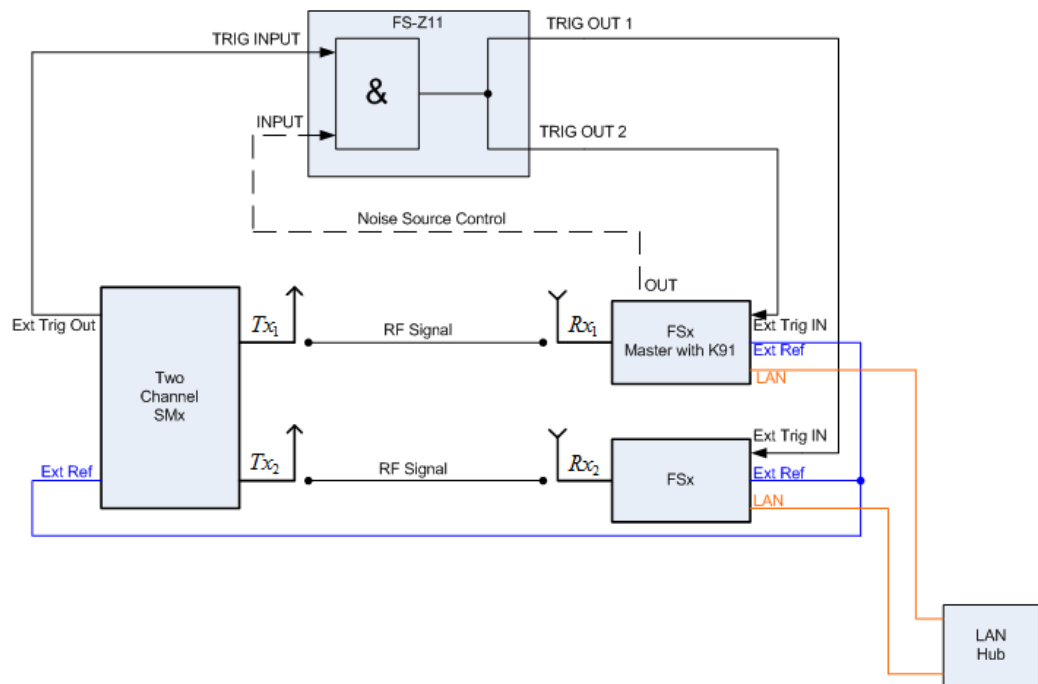 FS-Z11
TRIG OUT 1
TRIG INPUT
&
INPUT
TRIG OUT 2
Noise Source Control
OUT
Ext Trig Out
Tx1
RF Signal
Rx1
FSx
Master with K91
Ext Trig IN
Ext Ref
LAN
Two
Channel
SMx
Ext Ref
Tx2
RF Signal
Rx2
FSx
Ext Trig IN
Ext Ref
LAN
LAN
Hub